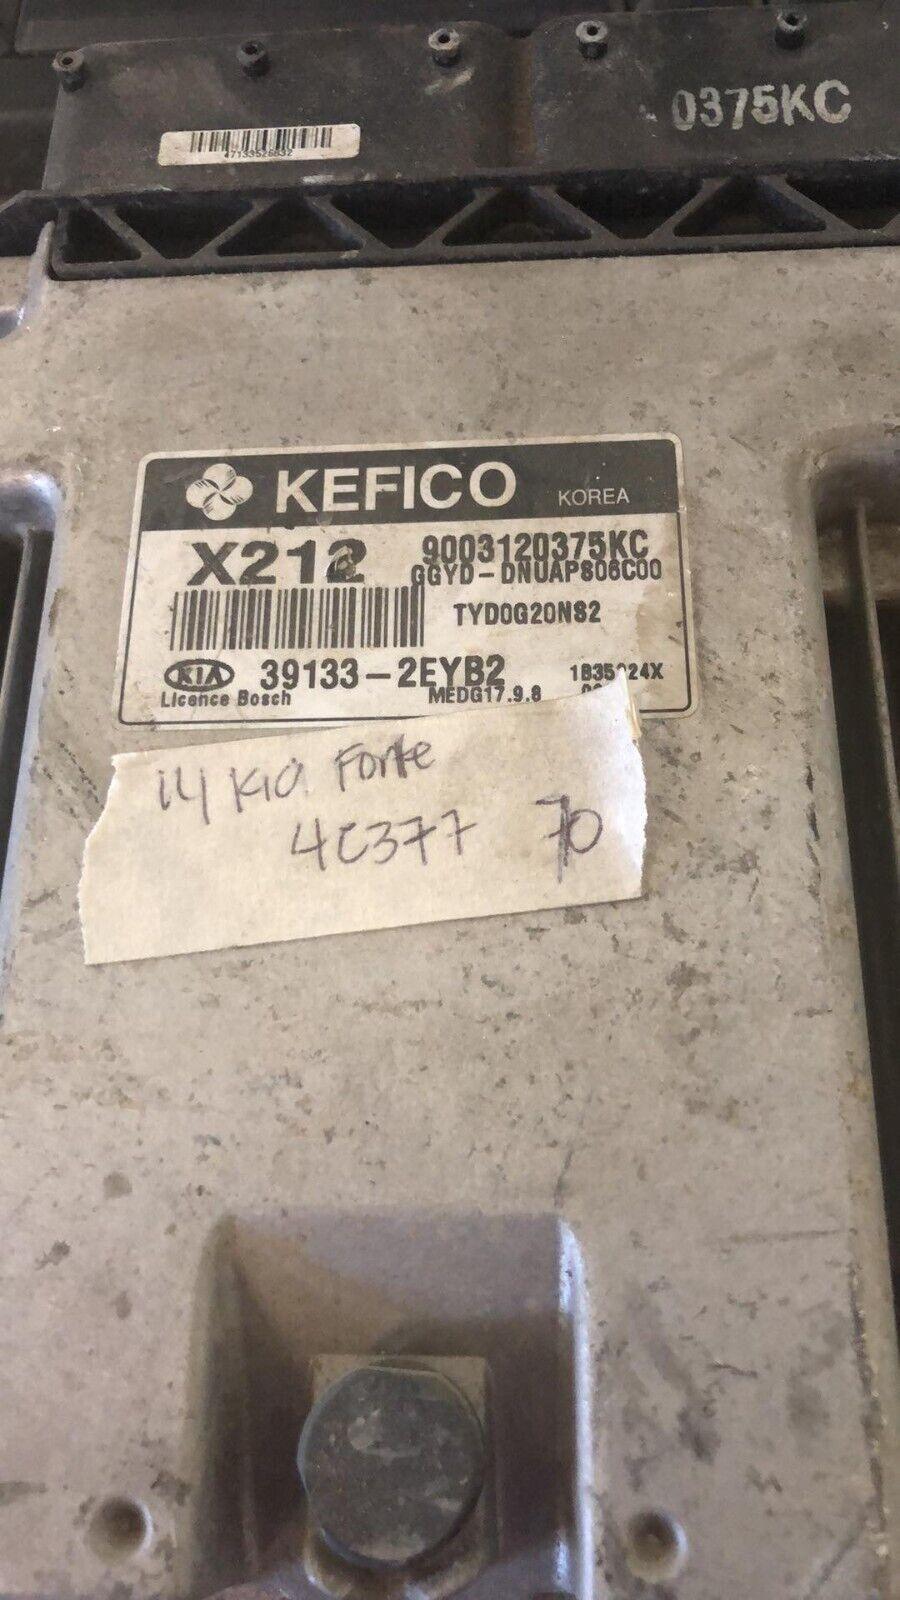 0375KC
47133526832
KEFICO KOREA
X212 9003120375KC
GGYD-DNUAPS06C00
TYD0G20NS2
KIA 39133-2EYB2
Licence Bosch MEDG17.9.8
14 Kia Forte
4C377 70